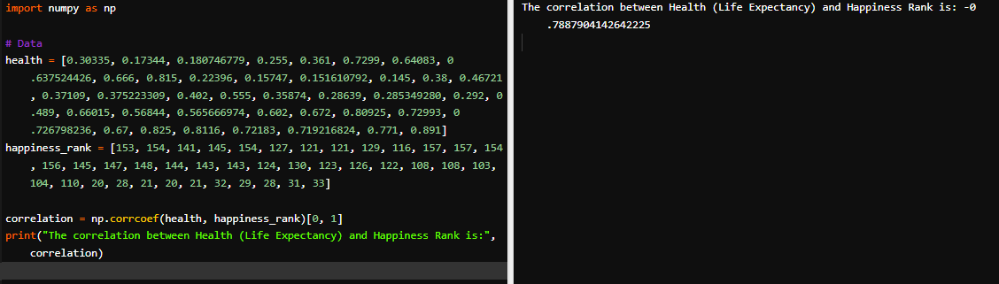 import numpy as np
# Data
health = [0.30335, 0.17344, 0.180746779, 0.255, 0.361, 0.7299, 0.64083, 0
.637524426, 0.666, 0.815, 0.22396, 0.15747, 0.151610792, 0.145, 0.38, 0.46721
, 0.37109, 0.375223309, 0.402, 0.555, 0.35874, 0.28639, 0.285349280, 0.292, 0
.489, 0.66015, 0.56844, 0.565666974, 0.602, 0.672, 0.80925, 0.72993, 0
.726798236, 0.67, 0.825, 0.8116, 0.72183, 0.719216824, 0.771, 0.891]
happiness_rank = [153, 154, 141, 145, 154, 127, 121, 121, 129, 116, 157, 157, 154
, 156, 145, 147, 148, 144, 143, 143, 124, 130, 123, 126, 122, 108, 108, 103,
104, 110, 20, 28, 21, 20, 21, 32, 29, 28, 31, 33]
correlation = np.corrcoef(health, happiness_rank)[0, 1]
print("The correlation between Health (Life Expectancy) and Happiness Rank is:",
correlation)
The correlation between Health (Life Expectancy) and Happiness Rank is: -0
.7887904142642225